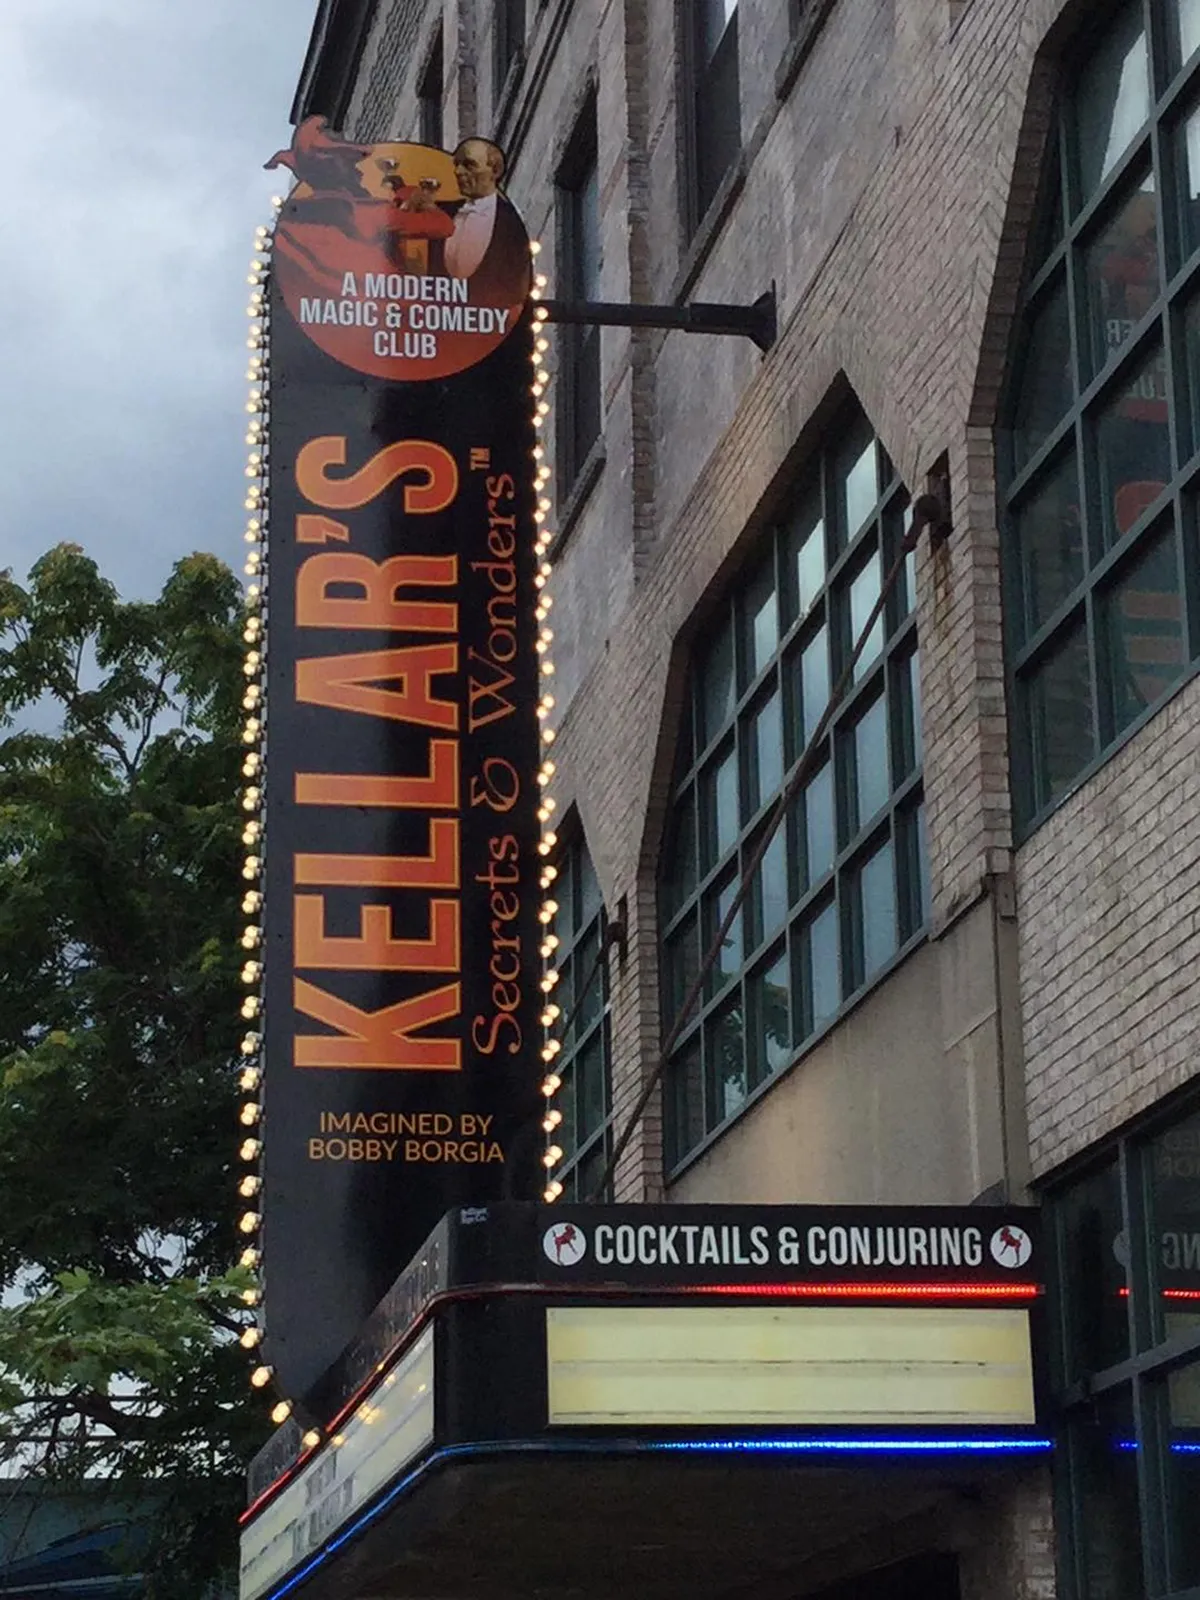 A MODERN
MAGIC & COMEDY
CLUB
KELLAR'S
Secrets & Wonders™
IMAGINED BY
BOBBY BORGIA
COCKTAILS & CONJURING